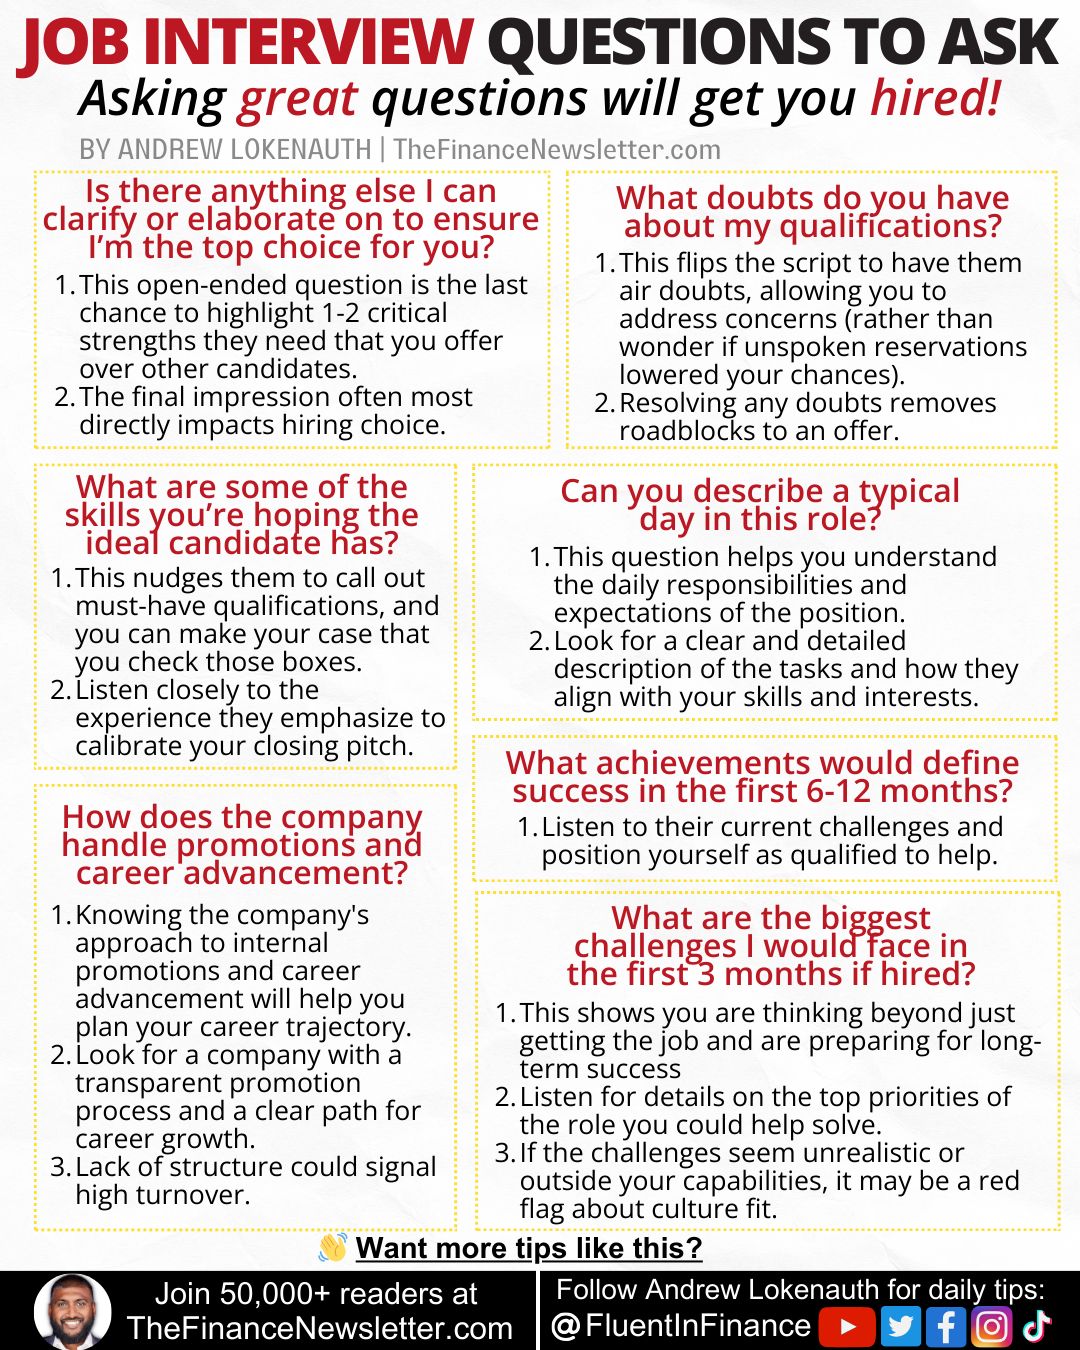 JOB INTERVIEW QUESTIONS TO ASK
Asking great questions will get you hired!
BY ANDREW LOKENAUTH | TheFinanceNewsletter.com
Is there anything else I can
clarify or elaborate on to ensure
I'm the top choice for you?
1. This open-ended question is the last
chance to highlight 1-2 critical
strengths they need that you offer
over other candidates.
2. The final impression often most
directly impacts hiring choice.
What doubts do you have
about my qualifications?
1. This flips the script to have them
air doubts, allowing you to
address concerns (rather than
wonder if unspoken reservations
lowered your chances).
2. Resolving any doubts removes
roadblocks to an offer.
What are some of the
skills you're hoping the
ideal candidate has?
1. This nudges them to call out
must-have qualifications, and
you can make your case that
you check those boxes.
2. Listen closely to the
experience they emphasize to
calibrate your closing pitch.
Can you describe a typical
day in this role?
1. This question helps you understand
the daily responsibilities and
expectations of the position.
2. Look for a clear and detailed
description of the tasks and how they
align with your skills and interests.
What achievements would define
success in the first 6-12 months?
1. Listen to their current challenges and
position yourself as qualified to help.
How does the company
handle promotions and
career advancement?
1. Knowing the company's
approach to internal
promotions and career
advancement will help you
plan your career trajectory.
2. Look for a company with a
transparent promotion
process and a clear path for
career growth.
3. Lack of structure could signal
high turnover.
What are the biggest
challenges I would face in
the first 3 months if hired?
1. This shows you are thinking beyond just
getting the job and are preparing for long-
term success
2. Listen for details on the top priorities of
the role you could help solve.
3. If the challenges seem unrealistic or
outside your capabilities, it may be a red
flag about culture fit.
👋 Want more tips like this?
Join 50,000+ readers at
TheFinanceNewsletter.com
Follow Andrew Lokenauth for daily tips:
@FluentInFinance